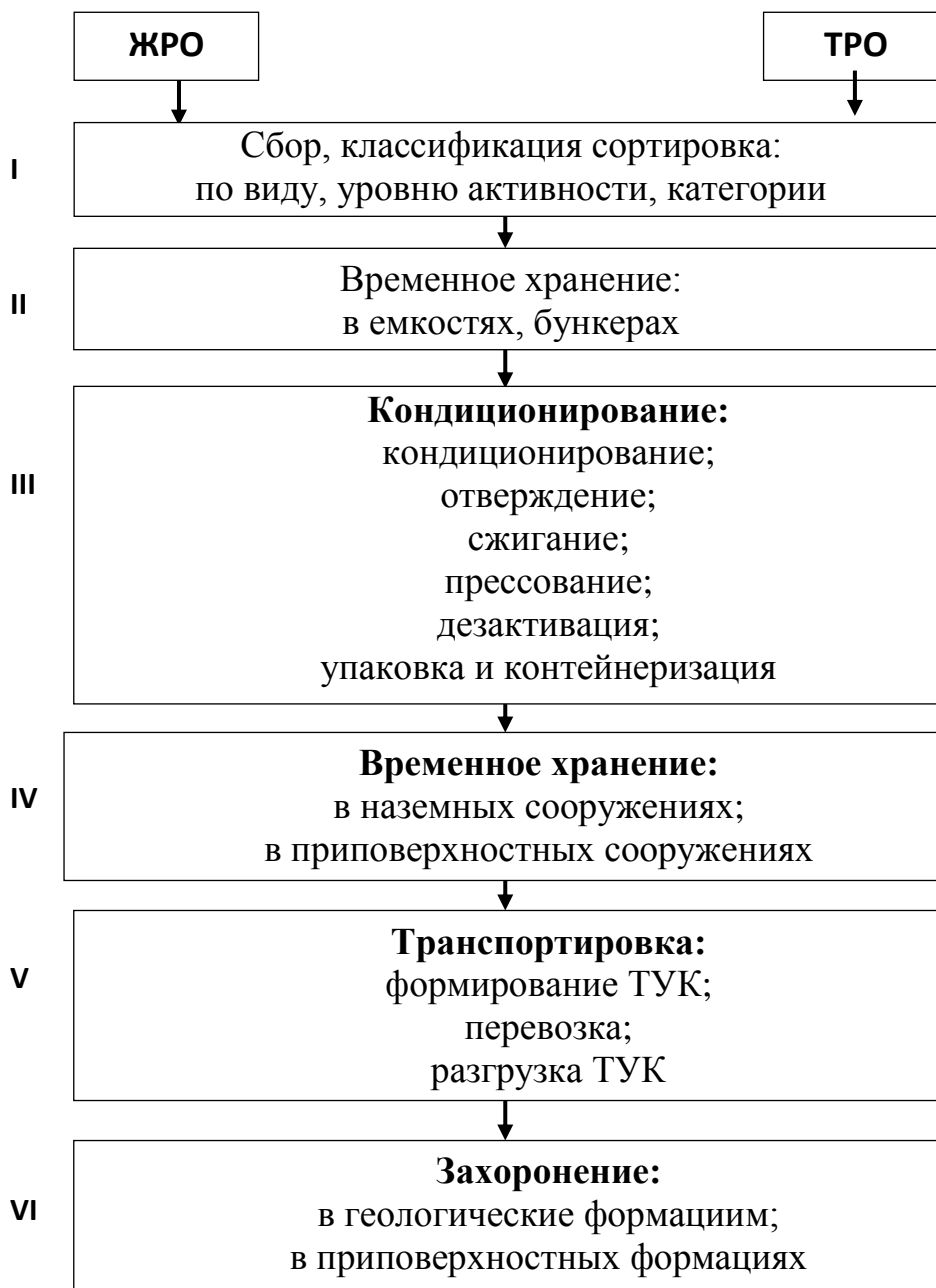 ЖРО
ТРО
I
Сбор, классификация сортировка:
по виду, уровню активности, категории
II
Временное хранение:
в емкостях, бункерах
III
Кондиционирование:
кондиционирование;
отверждение;
сжигание;
прессование;
дезактивация;
упаковка и контейнеризация
IV
Временное хранение:
в наземных сооружениях;
в приповерхностных сооружениях
V
Транспортировка:
формирование ТУК;
перевозка;
разгрузка ТУК
VI
Захоронение:
в геологические формациим;
в приповерхностных формациях